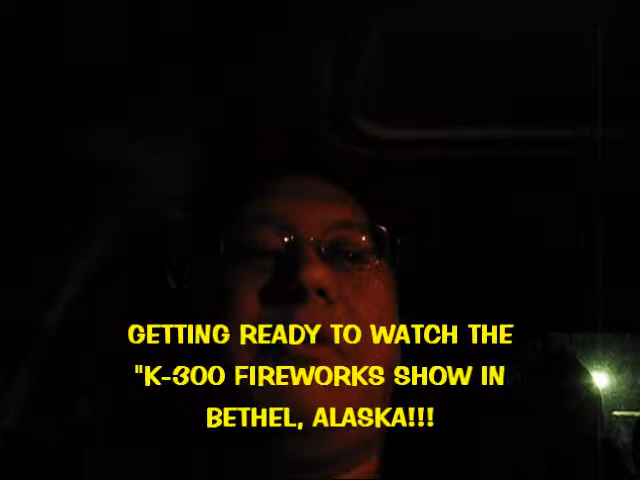 GETTING READY TO WATCH THE
"K-300 FIREWORKS SHOW IN
BETHEL, ALASKA!!!